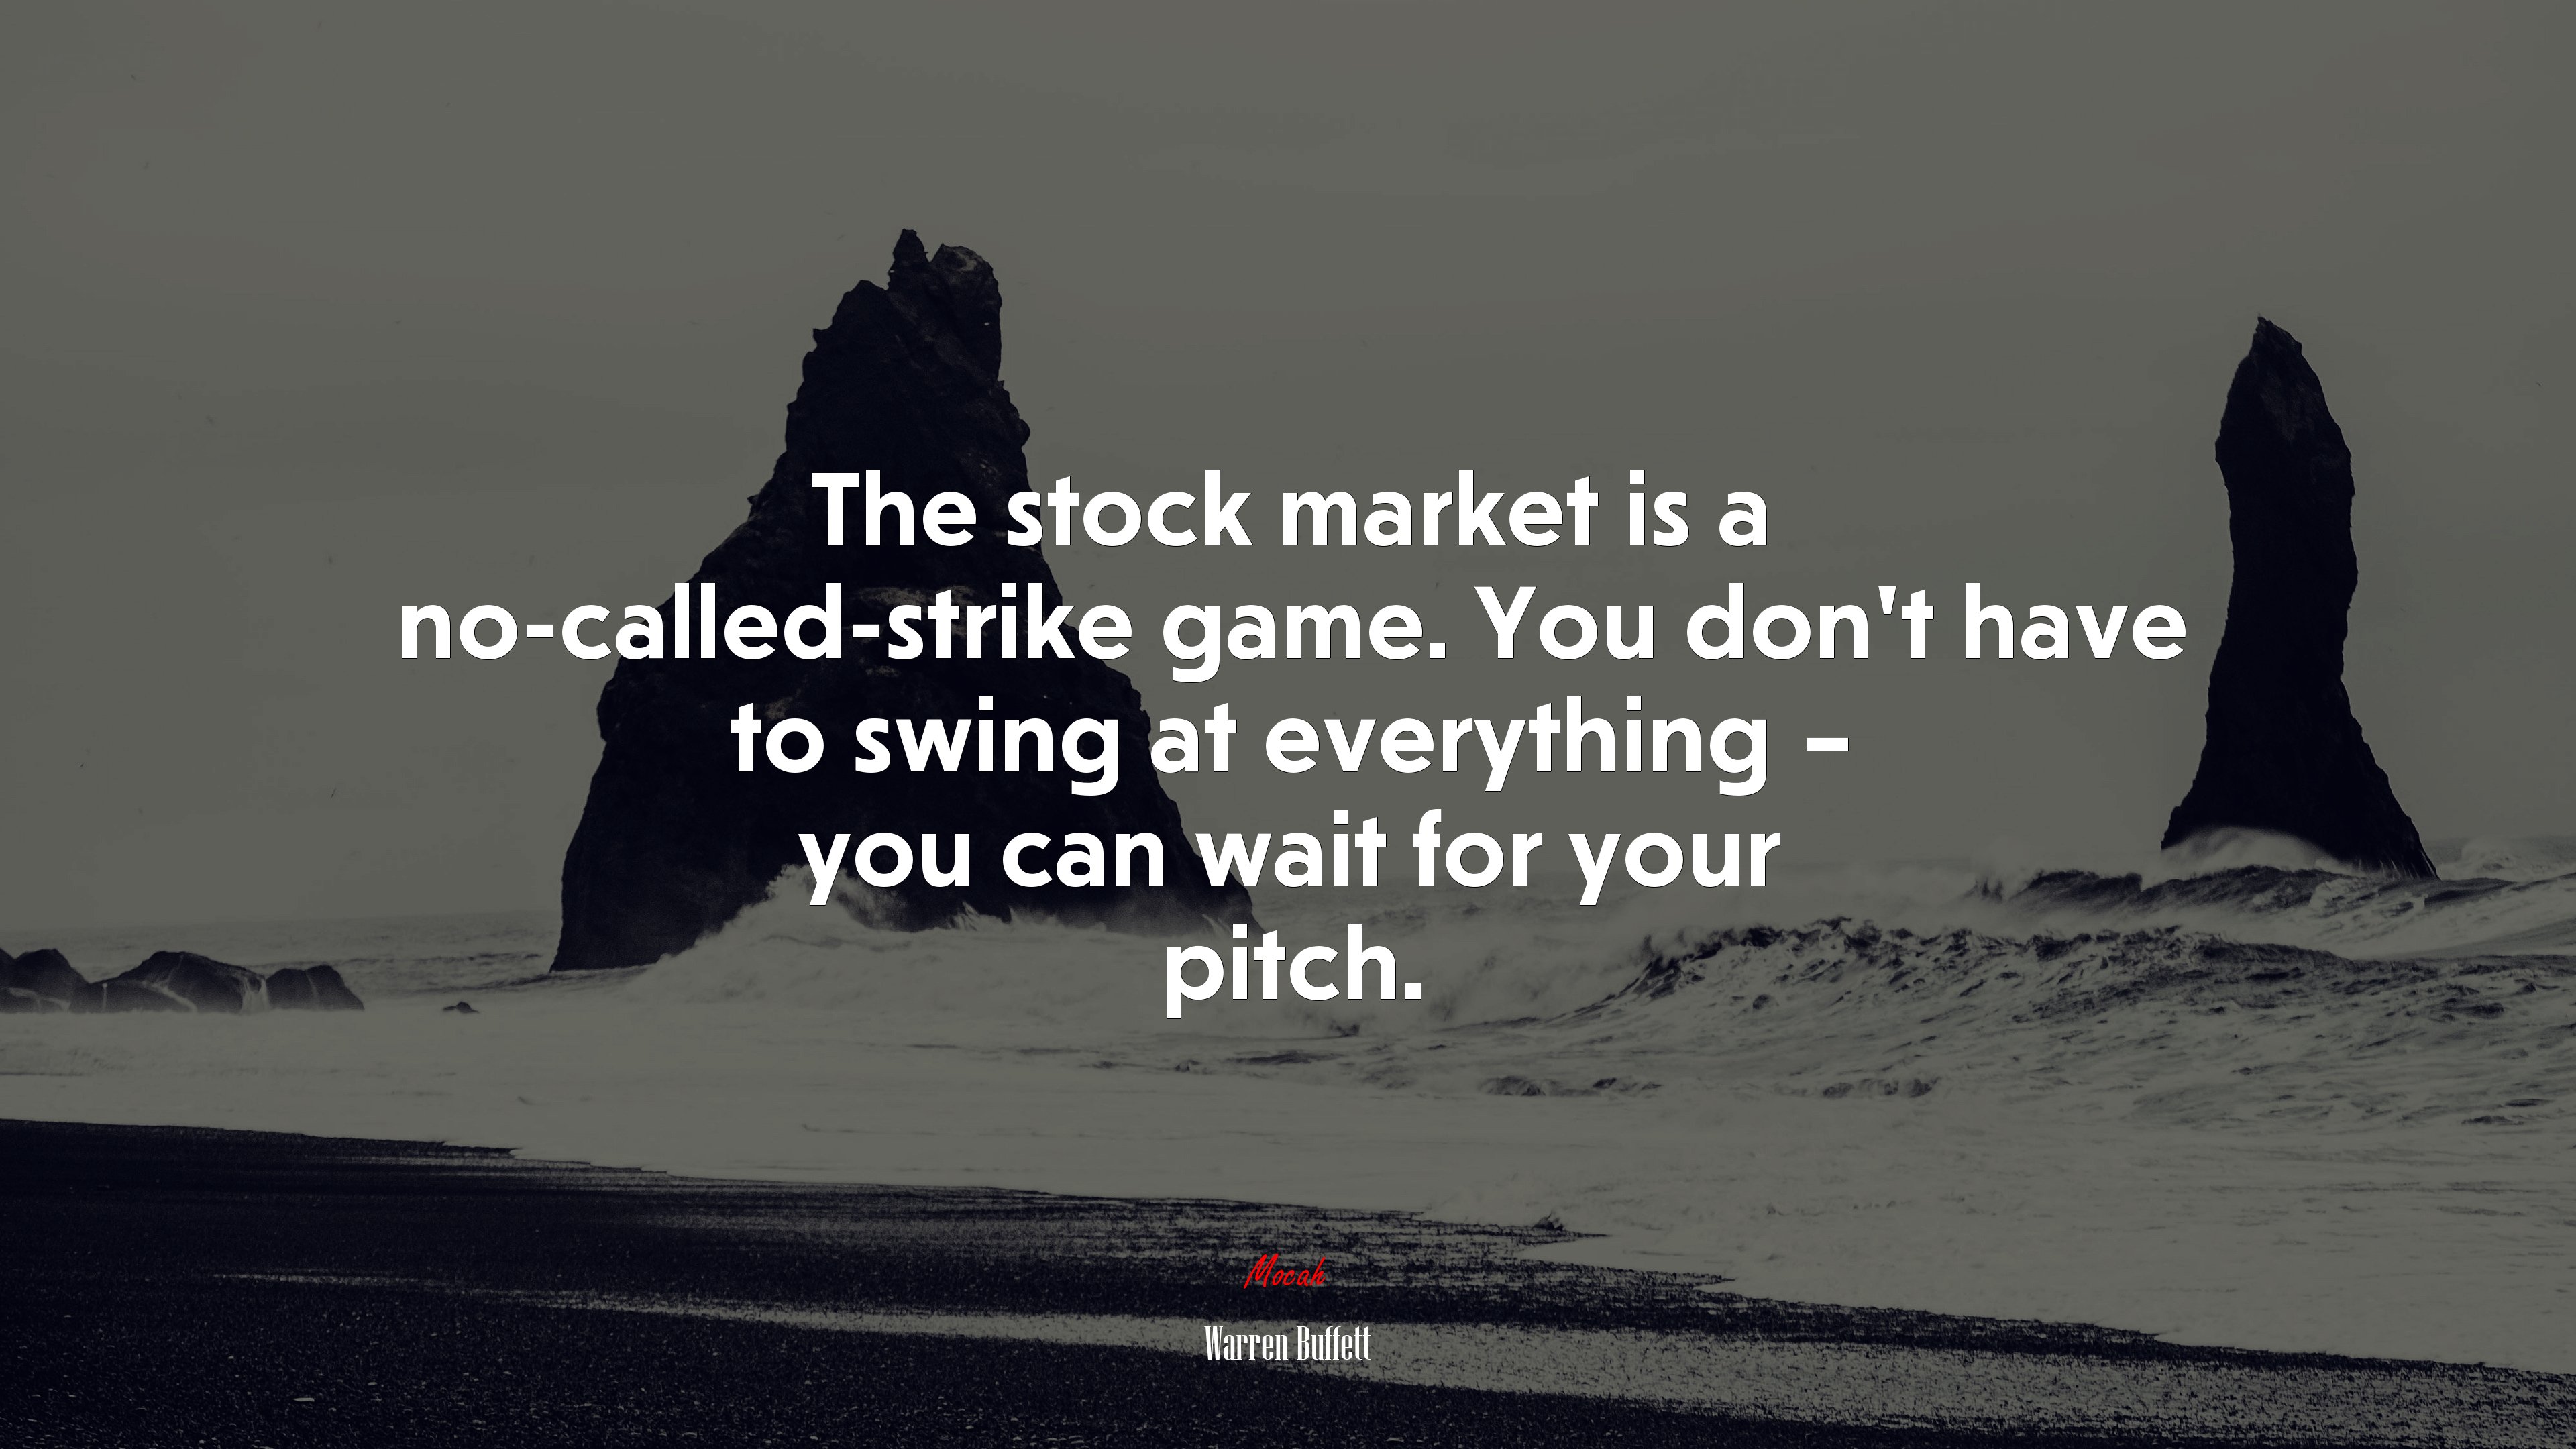 The stock market is a
no-called-strike game. You don't have
to swing at everything –
you can wait for your
pitch.
Mocah
Warren Buffett